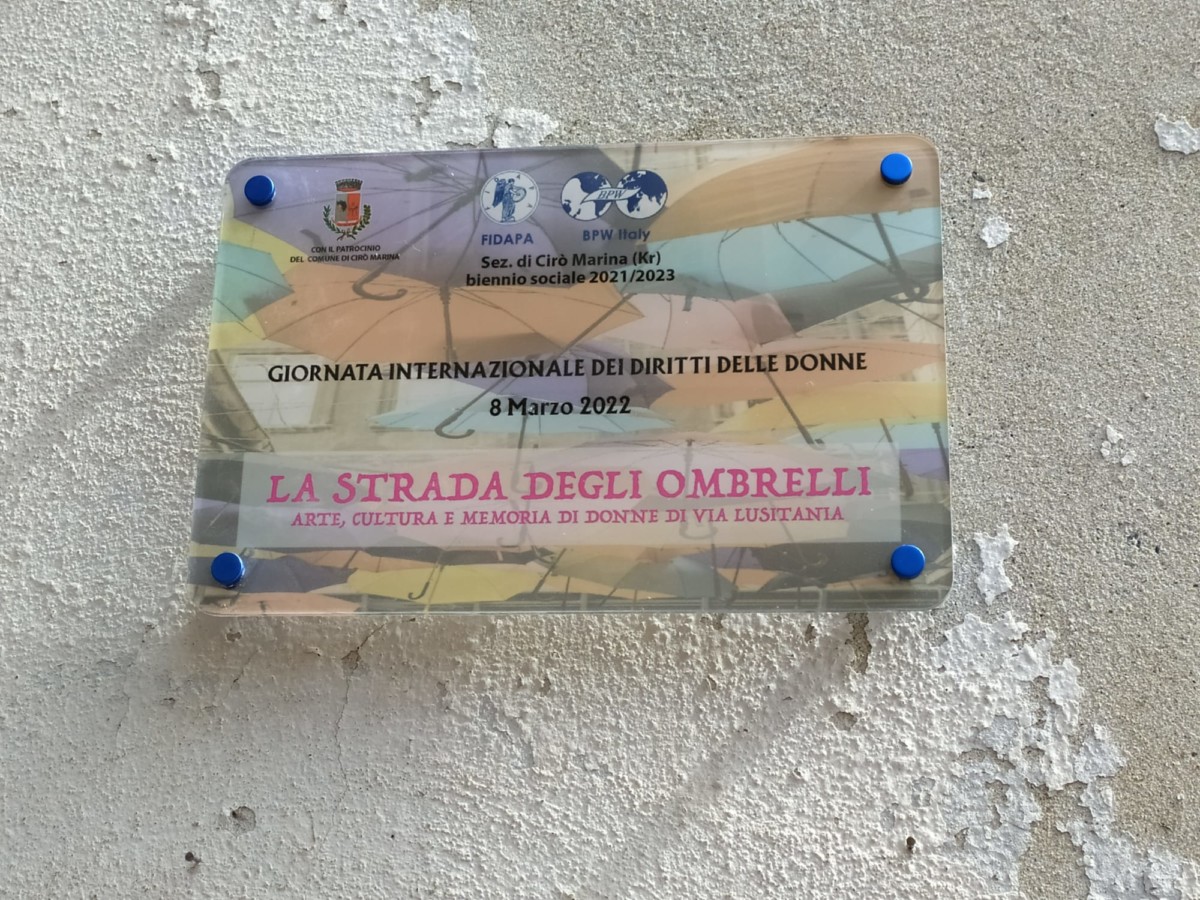 CON IL PATROCINIO
DEL COMUNE DI CIRÒ MARINA
FIDAPA
BPW
BPW Italy
Sez. di Cirò Marina (Kr)
biennio sociale 2021/2023
GIORNATA INTERNAZIONALE DEI DIRITTI DELLE DONNE
8 Marzo 2022
LA STRADA DEGLI OMBRELLI
ARTE, CULTURA E MEMORIA DI DONNE DI VIA LUSITANIA